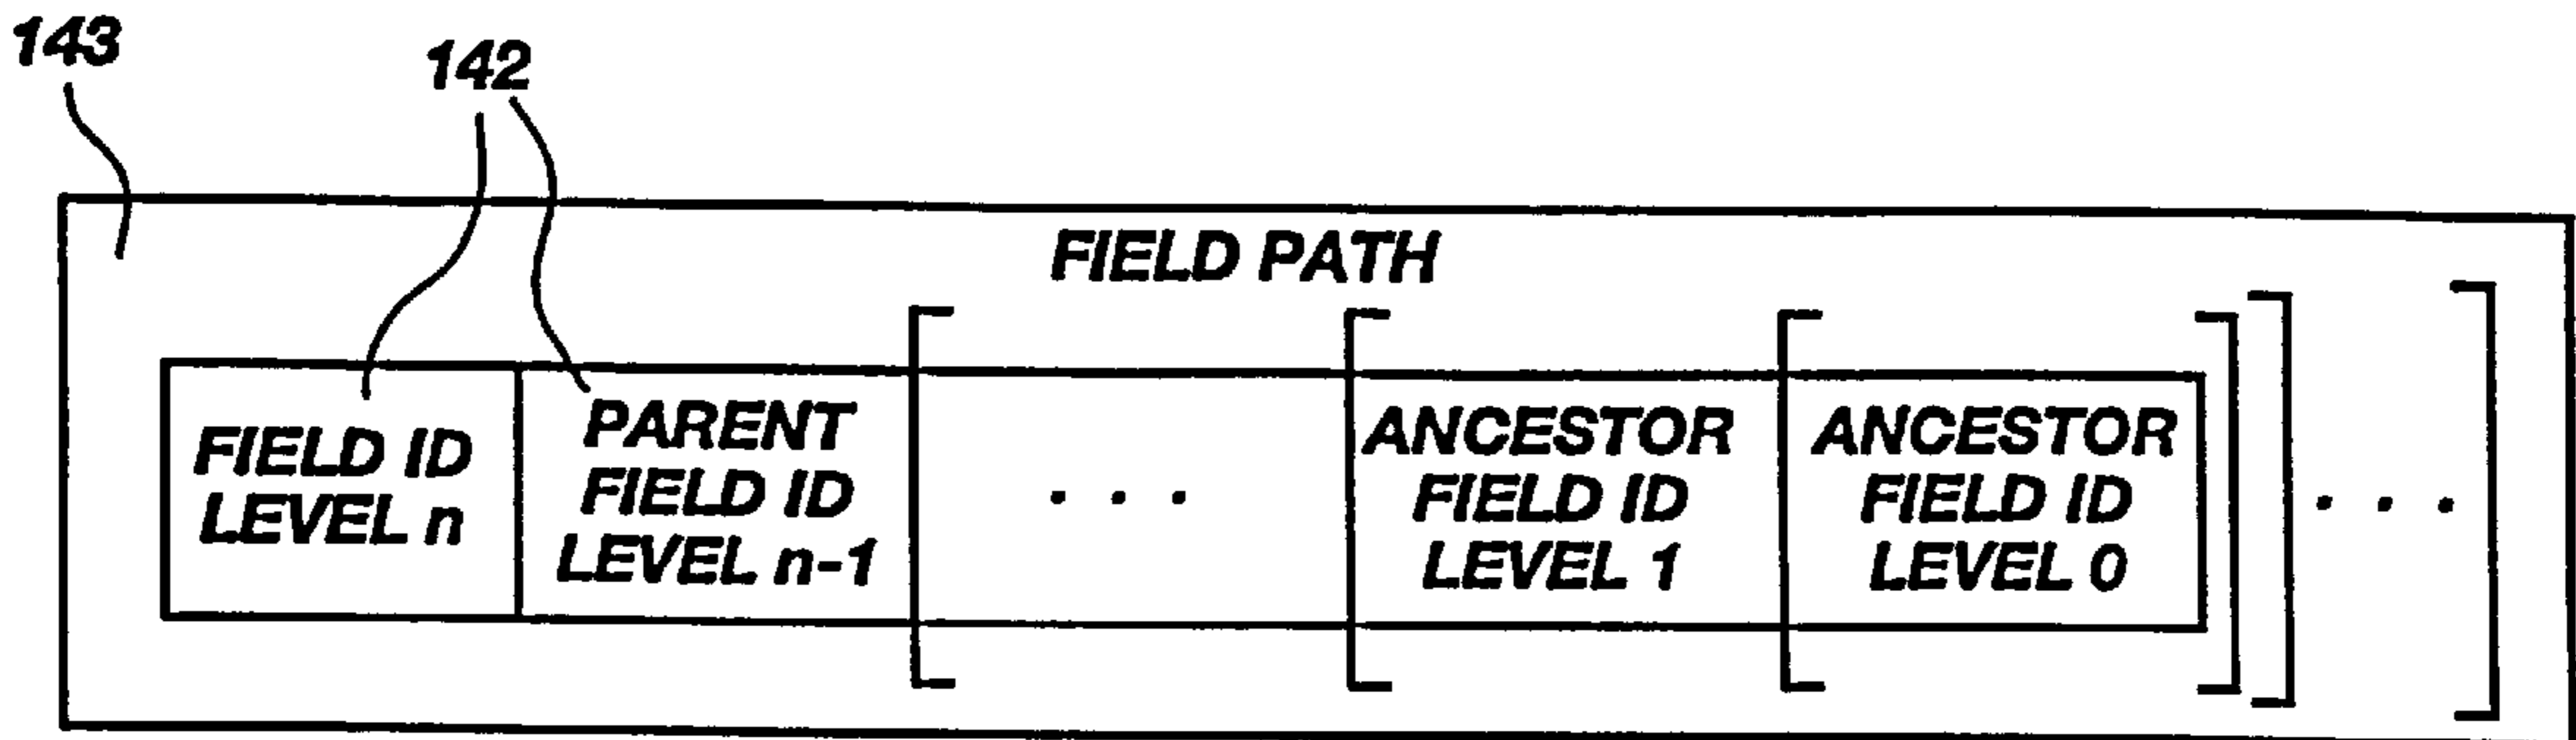 143
142
FIELD PATH
FIELD ID
LEVEL n
PARENT
FIELD ID
LEVEL n-1
. . .
ANCESTOR
FIELD ID
LEVEL 1
ANCESTOR
FIELD ID
LEVEL 0
. . .